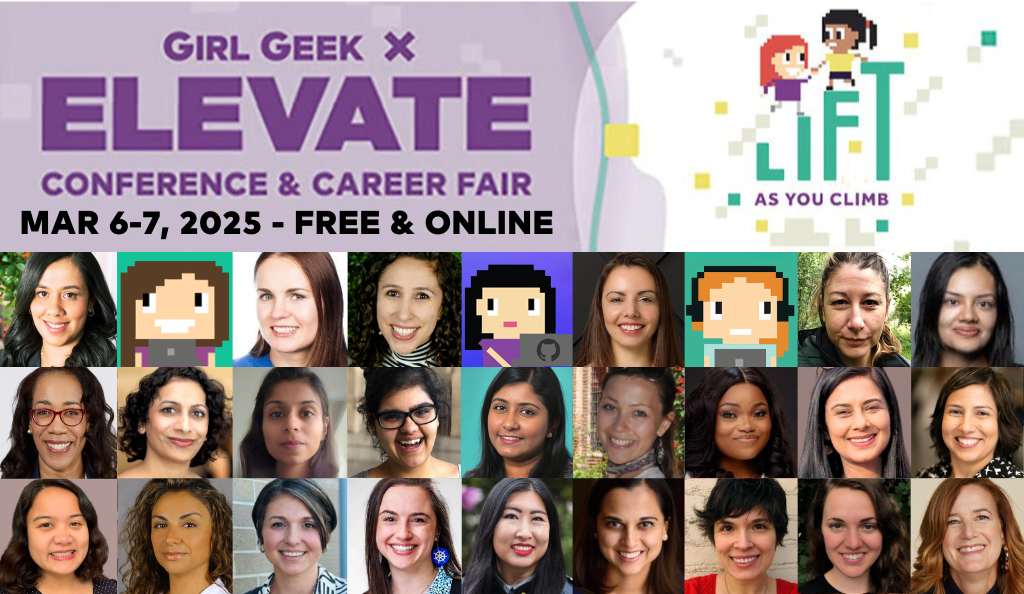 GIRL GEEK X
ELEVATE
CONFERENCE & CAREER FAIR
MAR 6-7, 2025 - FREE & ONLINE
LIFT
AS YOU CLIMB